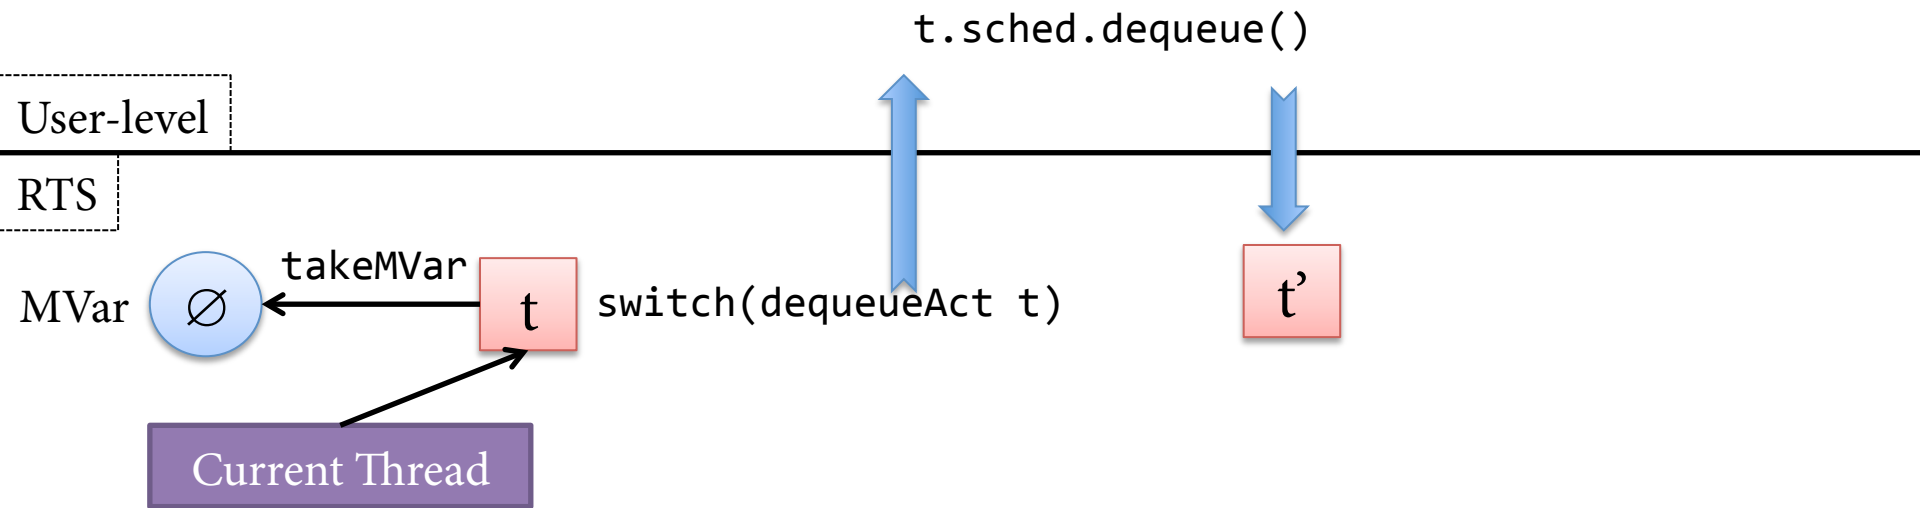 t.sched.dequeue()
User-level
RTS
MVar
∅
takeMVar
t
switch(dequeueAct t)
t’
Current Thread